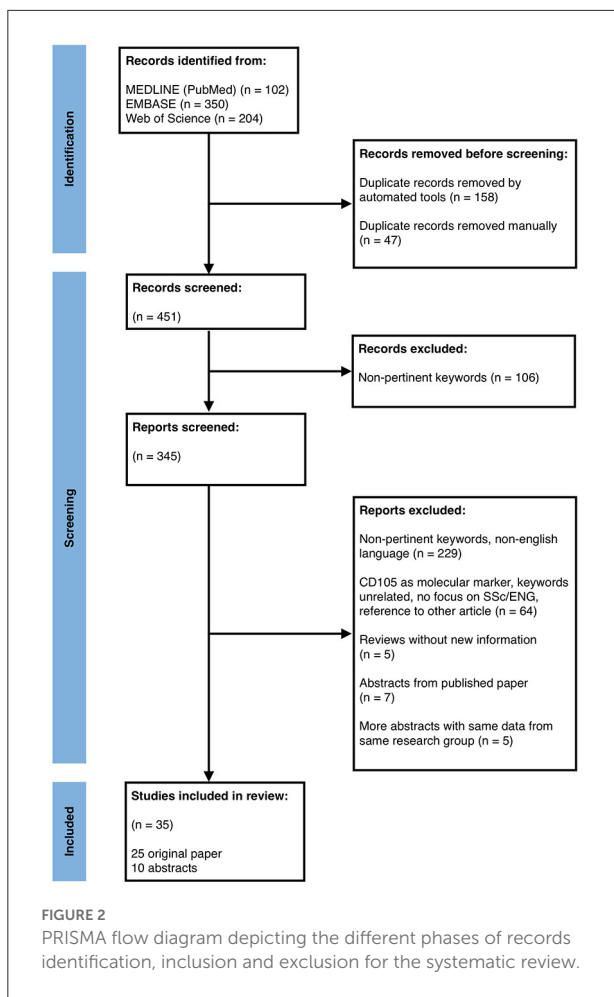 Identification
Records identified from:
MEDLINE (PubMed) (n = 102)
EMBASE (n = 350)
Web of Science (n = 204)
Records removed before screening:
Duplicate records removed by
automated tools (n = 158)
Duplicate records removed manually
(n = 47)
Screening
Records screened:
(n = 451)
Records excluded:
Non-pertinent keywords (n = 106)
Reports screened:
(n = 345)
Reports excluded:
Non-pertinent keywords, non-english
language (n = 229)
CD105 as molecular marker, keywords
unrelated, no focus on SSc/ENG,
reference to other article (n = 64)
Reviews without new information
(n = 5)
Abstracts from published paper
(n = 7)
More abstracts with same data from
same research group (n = 5)
Included
Studies included in review:
(n = 35)
25 original paper
10 abstracts
FIGURE 2
PRISMA flow diagram depicting the different phases of records
identification, inclusion and exclusion for the systematic review.